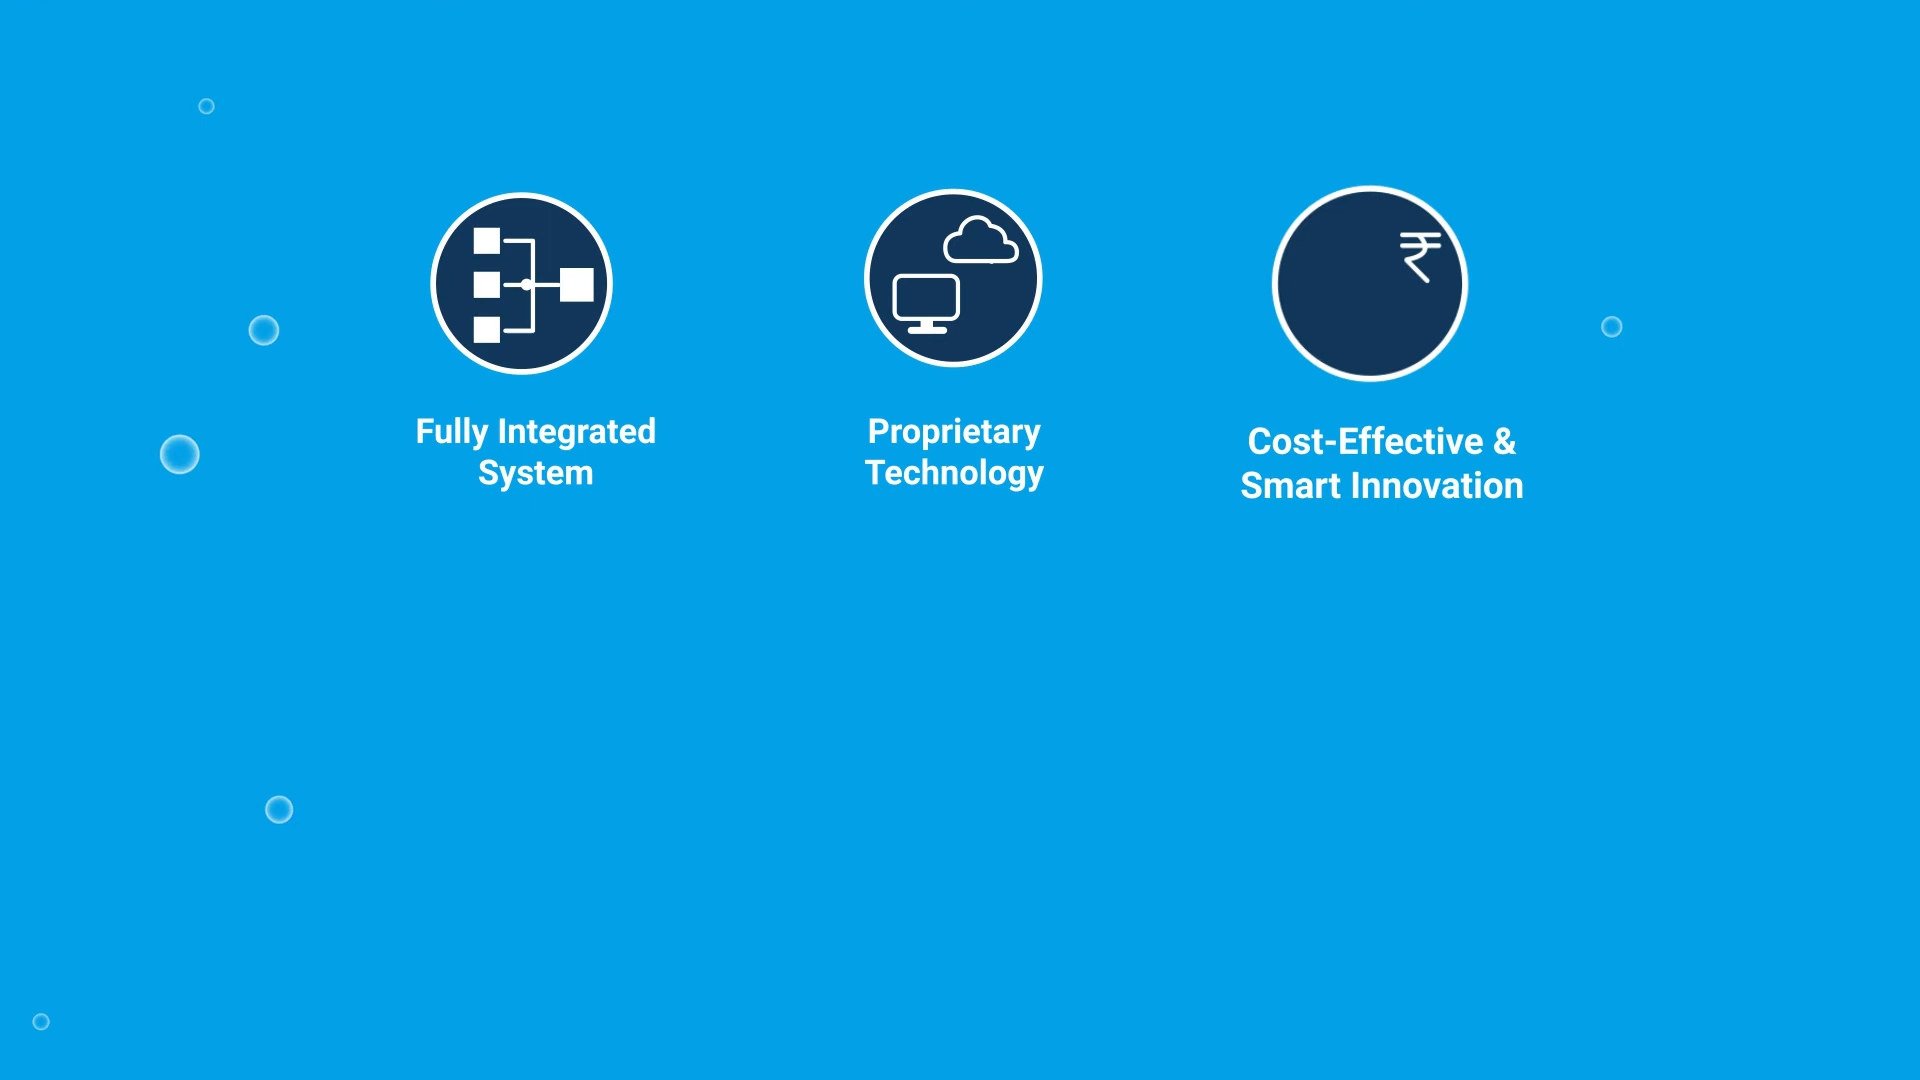 ₹
Fully Integrated
System
Proprietary
Technology
Cost-Effective &
Smart Innovation